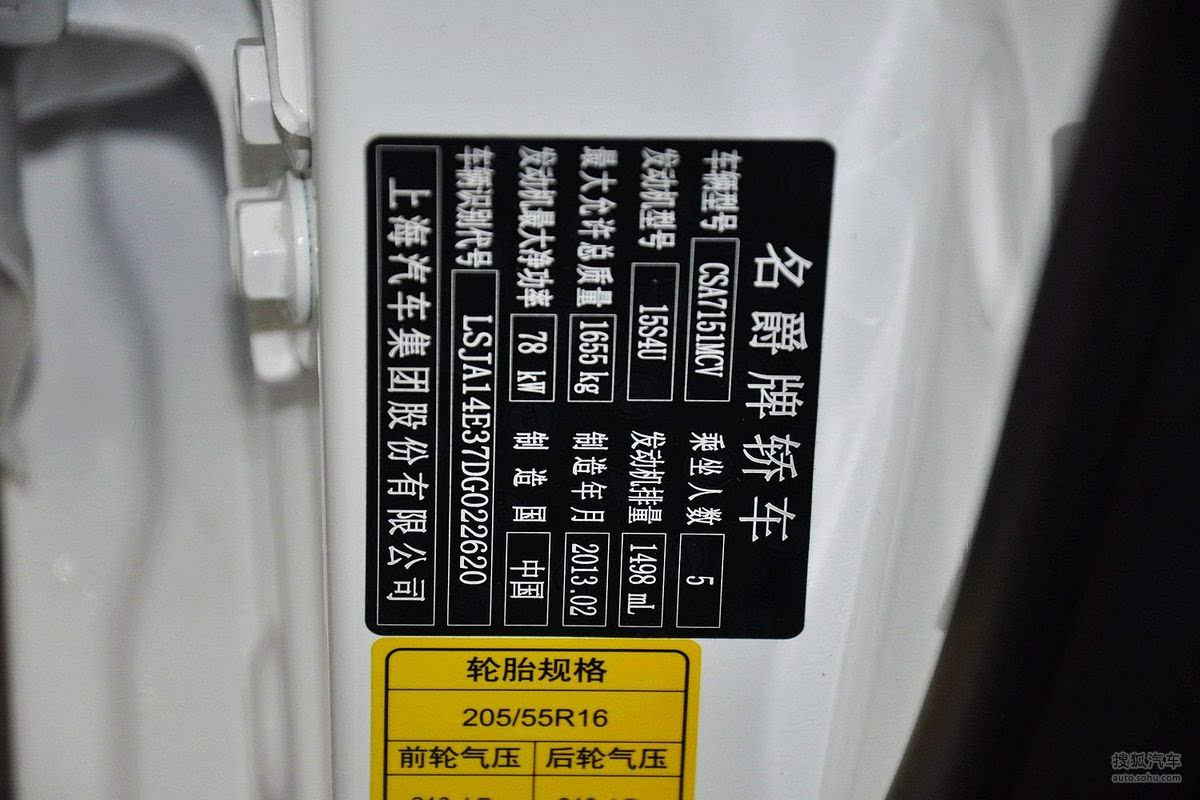 名爵牌轿车
车辆型号 CSA7151MCV 乘坐人数 5
发动机型号 15S4U 发动机排量 1498 mL
最大允许总质量 1655 kg 制造年月 2013.02
发动机最大净功率 78 kW 制造国 中国
车辆识别代号 LSJA14E37DG022620
上海汽车集团股份有限公司
轮胎规格
205/55R16
前轮气压 后轮气压
搜狐汽车
auto.sohu.com